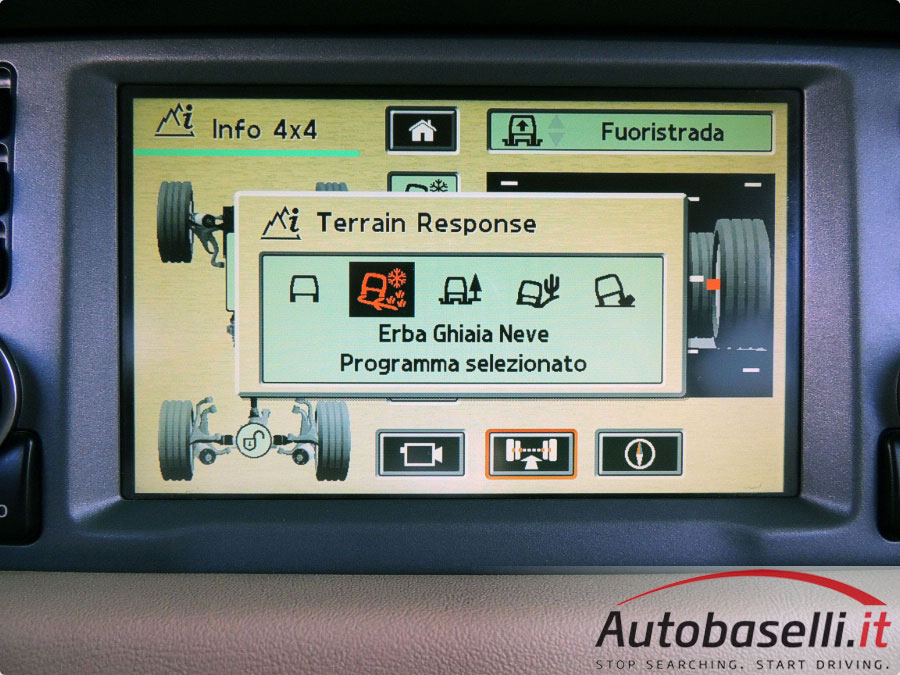 Info 4x4
Fuoristrada
Terrain Response
Erba Ghiaia Neve
Programma selezionato
Autobaselli.it
STOP SEARCHING. START DRIVING.